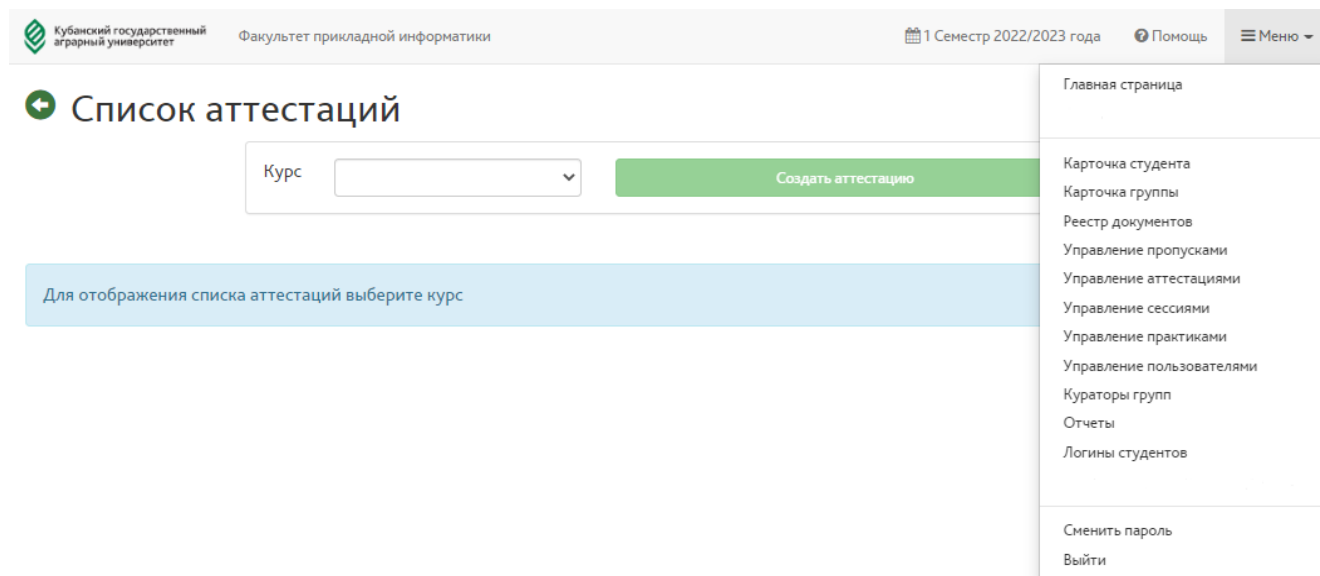 Кубанский государственный
аграрный университет
Факультет прикладной информатики
1 Семестр 2022/2023 года
Помощь
Меню
Список аттестаций
Курс
Создать аттестацию
Для отображения списка аттестаций выберите курс
Главная страница
Карточка студента
Карточка группы
Реестр документов
Управление пропусками
Управление аттестациями
Управление сессиями
Управление практиками
Управление пользователями
Кураторы групп
Отчеты
Логины студентов
Сменить пароль
Выйти